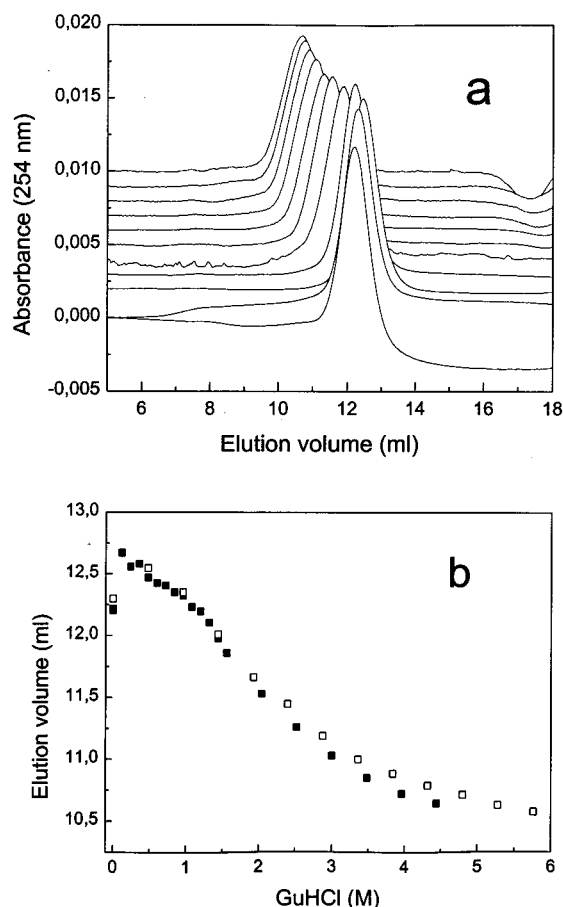 0,020
0,015
0,010
0,005
0,000
-0,005
Absorbance (254 nm)
a
6 8 10 12 14 16 18
Elution volume (ml)
13,0
12,5
12,0
11,5
11,0
10,5
Elution volume (ml)
b
0 1 2 3 4 5 6
GuHCl (M)